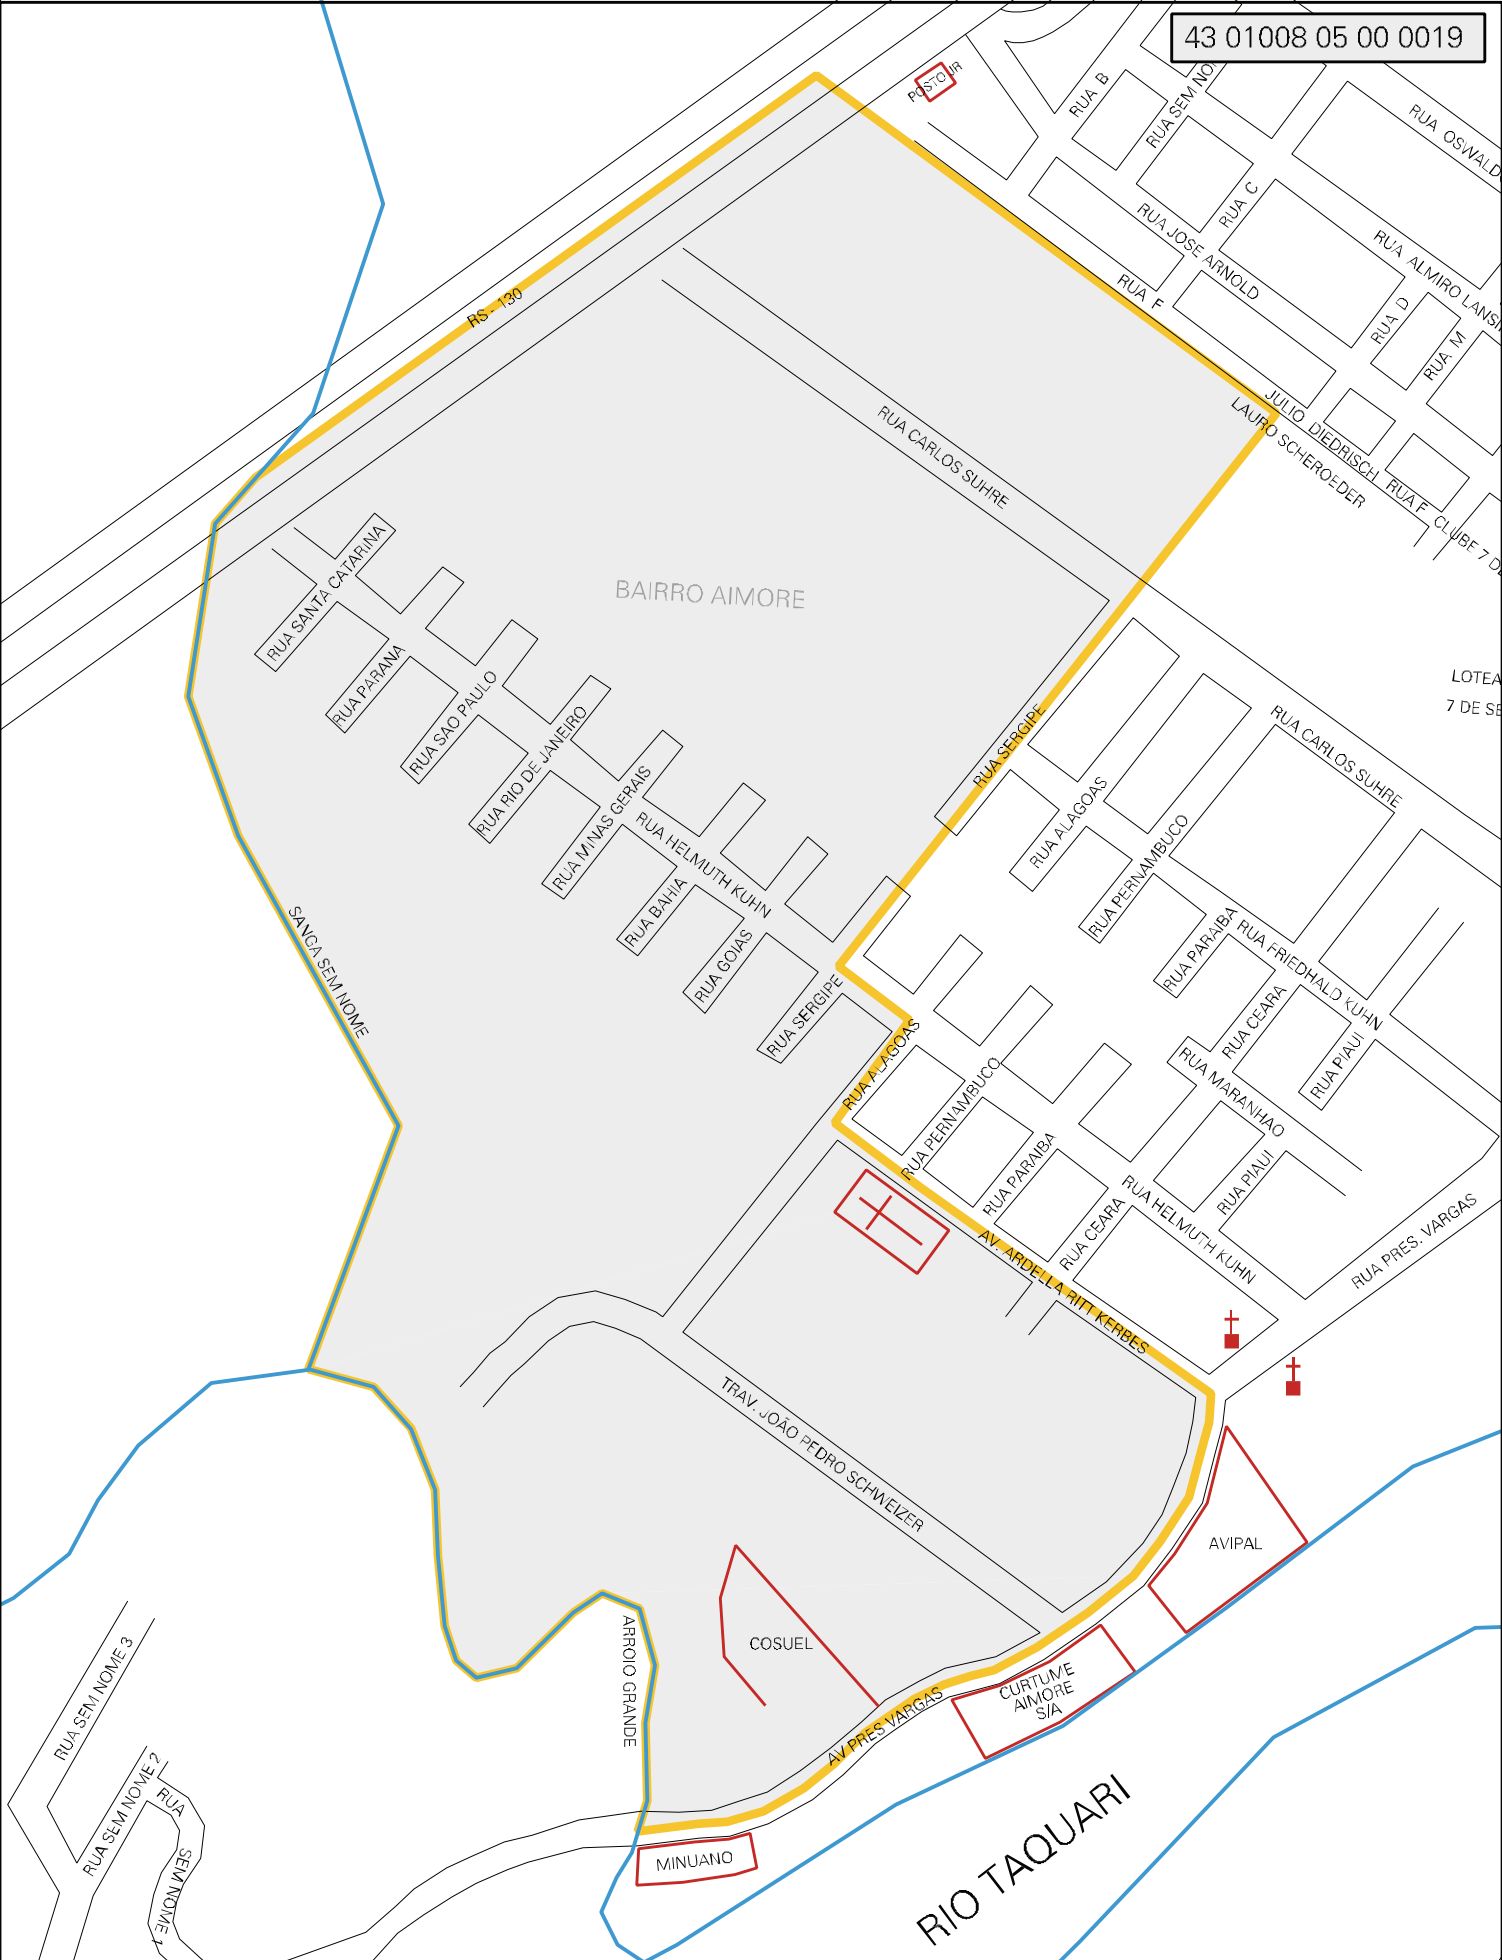 43 01008 05 00 0019
POSTO JR
RUA B
RUA SEM NO
RUA OSWALD
RUA C
RUA JOSE ARNOLD
RUA ALMIRO LANSI
RUA F
RUA D
RUA M
RS - 130
JULIO DIEDRISCH
LAURO SCHEROEDER
RUA F
CLUBE 7 D
RUA CARLOS SUHRE
BAIRRO AIMORE
RUA SANTA CATARINA
RUA PARANA
RUA SAO PAULO
RUA RIO DE JANEIRO
RUA MINAS GERAIS
RUA HELMUTH KUHN
RUA BAHIA
RUA GOIAS
RUA SERGIPE
RUA SERGIPE
LOTEA
7 DE SE
RUA CARLOS SUHRE
RUA ALAGOAS
RUA PERNAMBUCO
RUA PARAIBA
RUA FRIEDHALD KUHN
RUA CEARA
RUA PIAUI
RUA MARANHAO
RUA ALAGOAS
RUA PERNAMBUCO
RUA PARAIBA
RUA CEARA
RUA HELMUTH KUHN
RUA PIAUI
RUA PRES. VARGAS
SANGA SEM NOME
AV. ARDELLA RITT KERBES
TRAV. JOÃO PEDRO SCHWEIZER
AVIPAL
COSUEL
ARROIO GRANDE
CURTUME
AIMORE
S/A
AV PRES VARGAS
RUA SEM NOME 3
RUA SEM NOME 2
RUA
SEM NOME 1
MINUANO
RIO TAQUARI